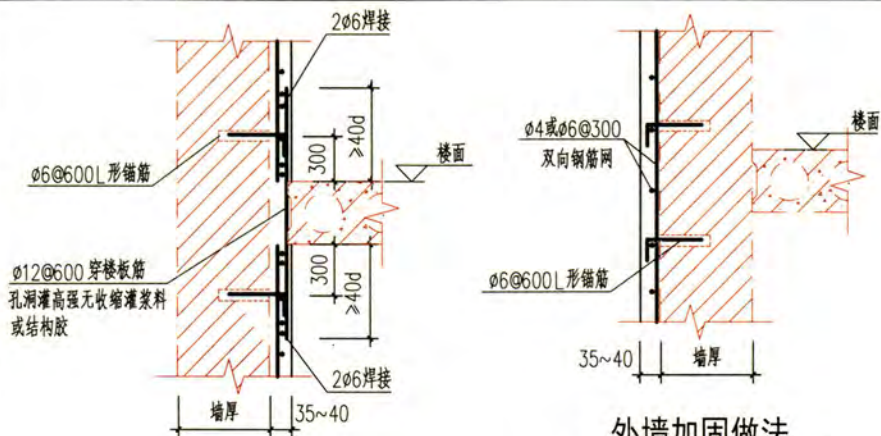 2ø6焊接
≥40d
300
楼面
ø6@600L形锚筋
ø12@600 穿楼板筋
孔洞灌高强无收缩灌浆料
或结构胶
300
≥40d
2ø6焊接
墙厚
35~40
ø4或ø6@300
双向钢筋网
楼面
ø6@600L形锚筋
35~40
墙厚
外墙加固做法